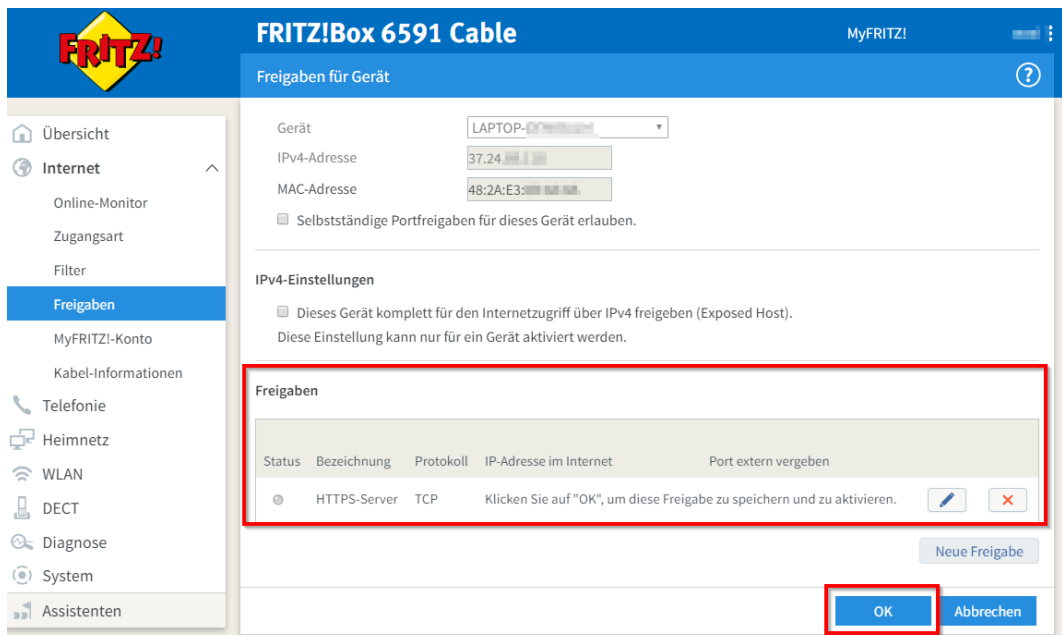 FRITZ!
FRITZ!Box 6591 Cable
MyFRITZ!
Freigaben für Gerät
?
Übersicht
Internet
Online-Monitor
Zugangsart
Filter
Freigaben
MyFRITZ!-Konto
Kabel-Informationen
Telefonie
Heimnetz
WLAN
DECT
Diagnose
System
Assistenten
Gerät LAPTOP-
IPv4-Adresse 37.24.
MAC-Adresse 48:2A:E3:
Selbstständige Portfreigaben für dieses Gerät erlauben.
IPv4-Einstellungen
Dieses Gerät komplett für den Internetzugriff über IPv4 freigeben (Exposed Host).
Diese Einstellung kann nur für ein Gerät aktiviert werden.
Freigaben
Status Bezeichnung Protokoll IP-Adresse im Internet Port extern vergeben
HTTPS-Server TCP Klicken Sie auf "OK", um diese Freigabe zu speichern und zu aktivieren.
Neue Freigabe
OK Abbrechen